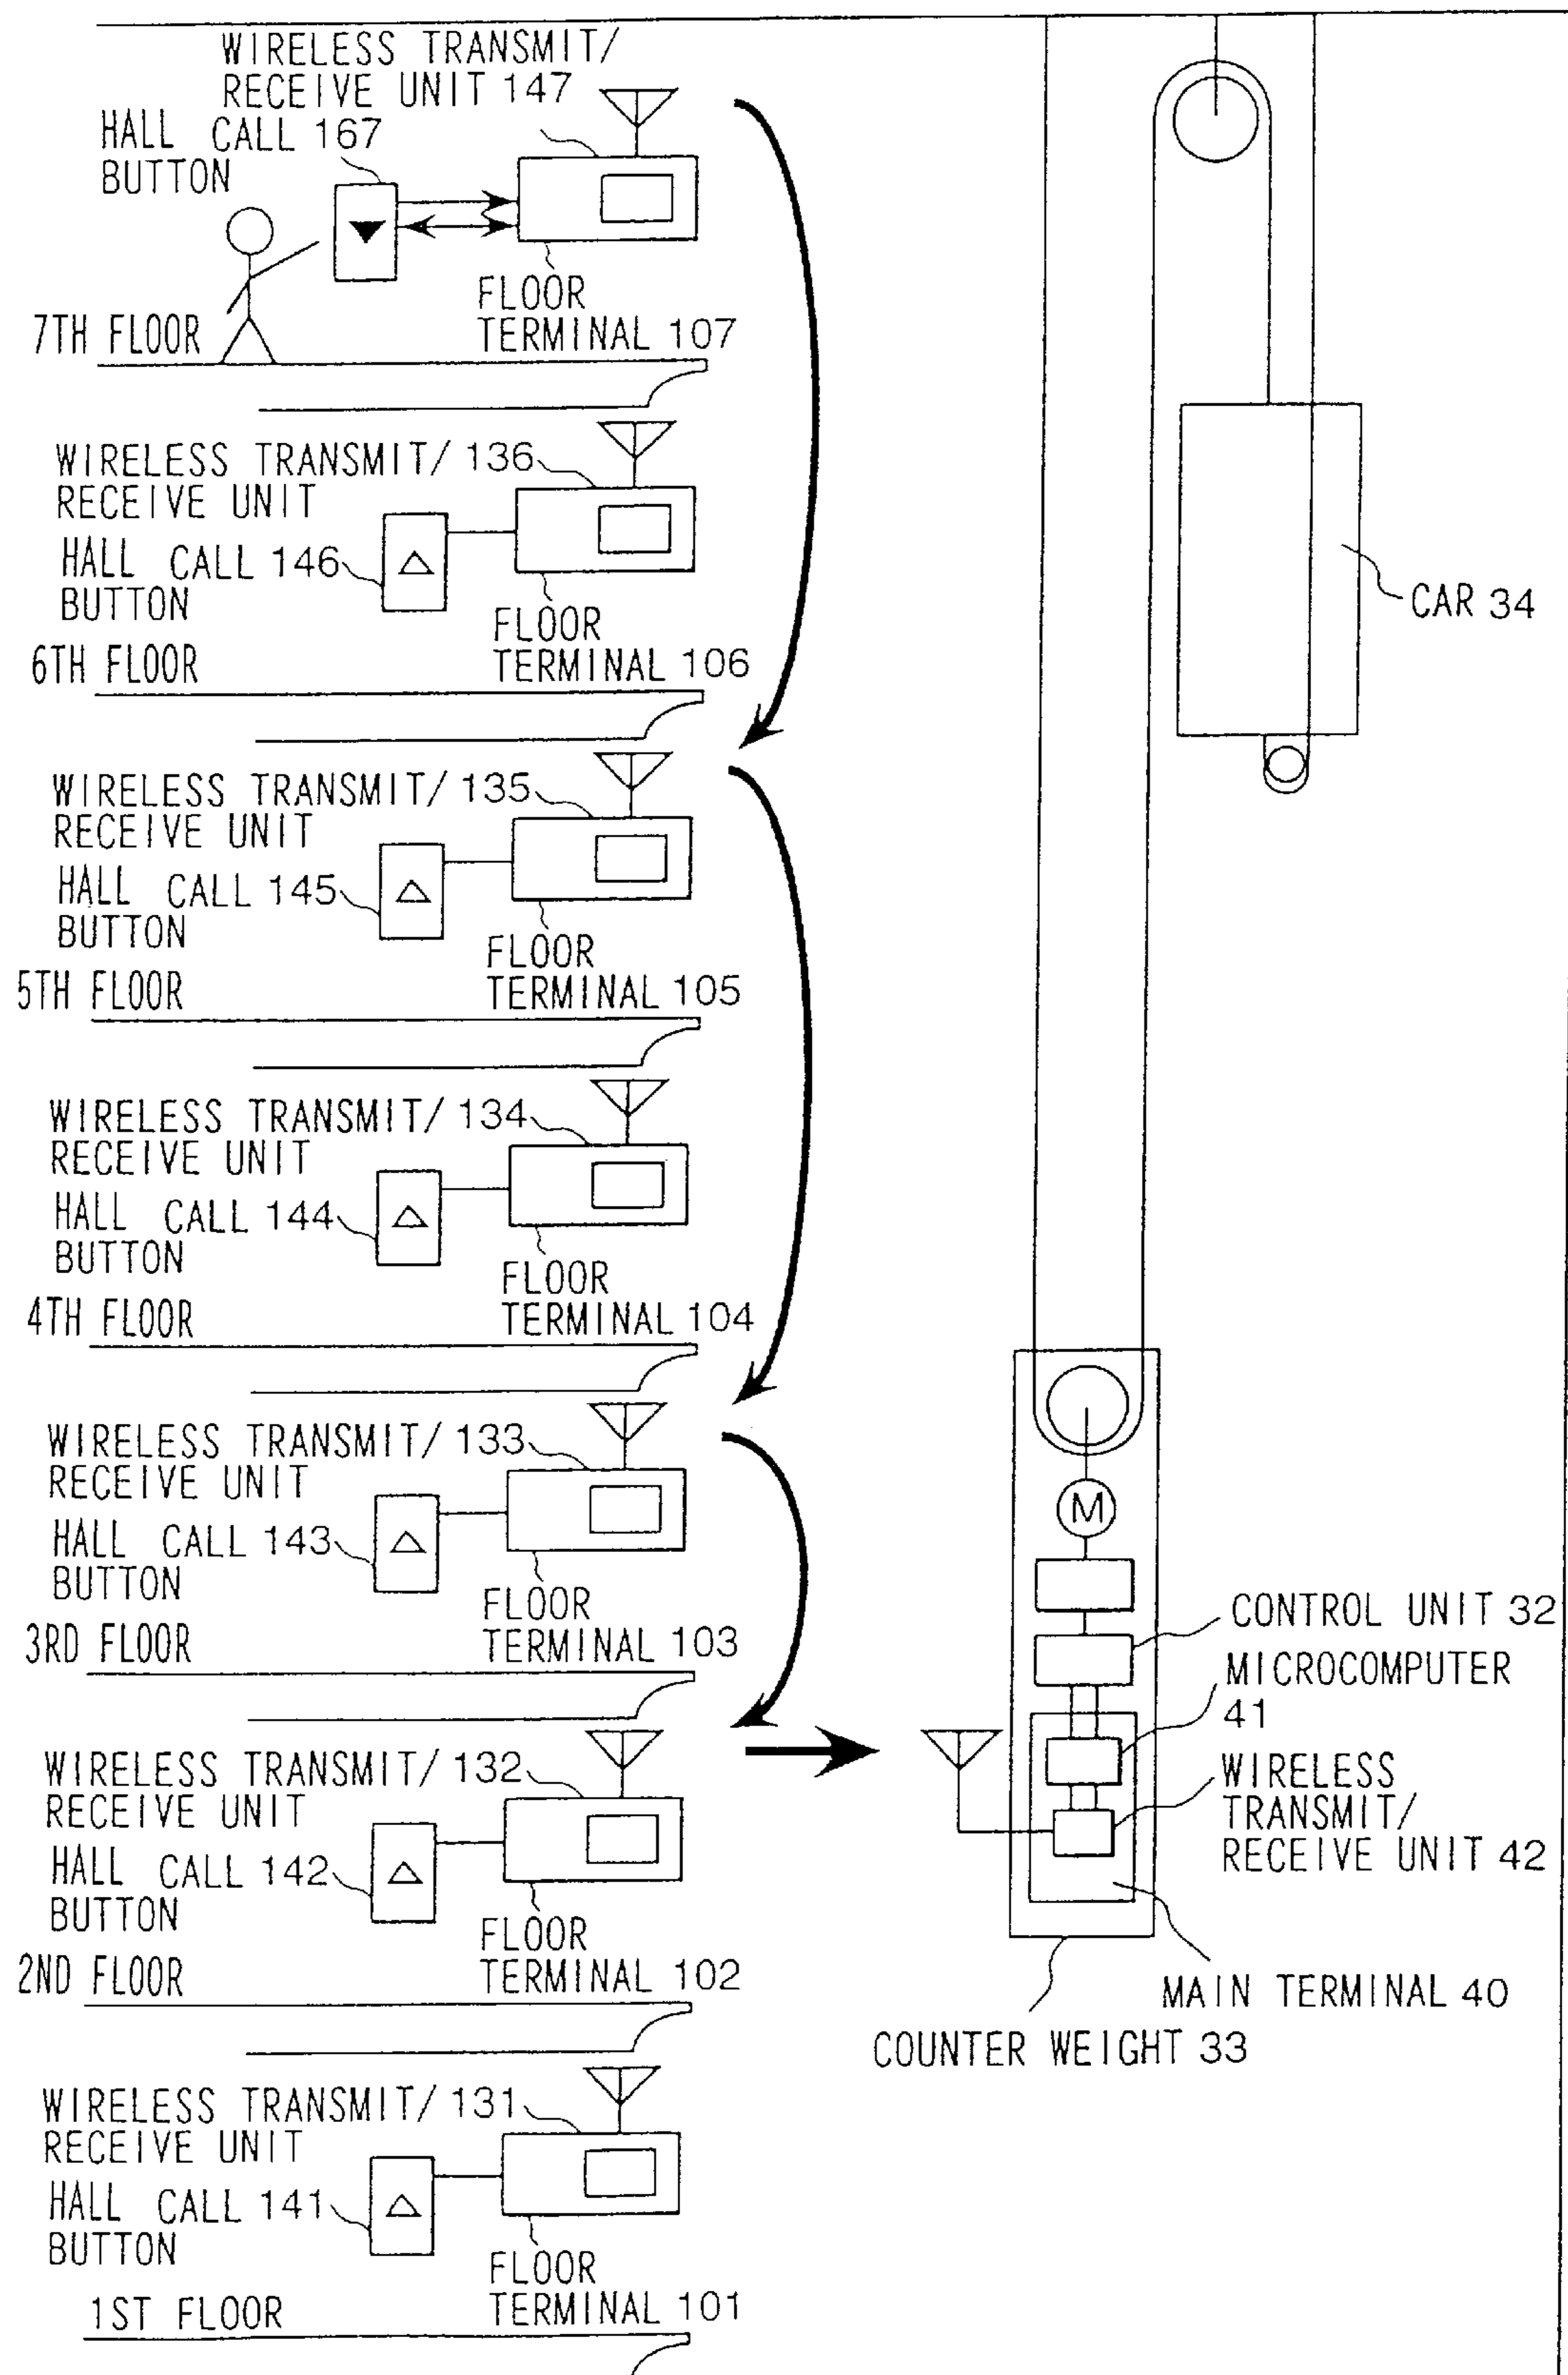 WIRELESS TRANSMIT/
RECEIVE UNIT 147
HALL CALL 167
BUTTON
FLOOR
TERMINAL 107
7TH FLOOR
WIRELESS TRANSMIT/ 136
RECEIVE UNIT
HALL CALL 146
BUTTON
FLOOR
TERMINAL 106
6TH FLOOR
CAR 34
WIRELESS TRANSMIT/ 135
RECEIVE UNIT
HALL CALL 145
BUTTON
FLOOR
TERMINAL 105
5TH FLOOR
WIRELESS TRANSMIT/ 134
RECEIVE UNIT
HALL CALL 144
BUTTON
FLOOR
TERMINAL 104
4TH FLOOR
WIRELESS TRANSMIT/ 133
RECEIVE UNIT
HALL CALL 143
BUTTON
FLOOR
TERMINAL 103
3RD FLOOR
M
CONTROL UNIT 32
MICROCOMPUTER
41
WIRELESS
TRANSMIT/
RECEIVE UNIT 42
MAIN TERMINAL 40
COUNTER WEIGHT 33
WIRELESS TRANSMIT/ 132
RECEIVE UNIT
HALL CALL 142
BUTTON
FLOOR
TERMINAL 102
2ND FLOOR
WIRELESS TRANSMIT/ 131
RECEIVE UNIT
HALL CALL 141
BUTTON
FLOOR
TERMINAL 101
1ST FLOOR